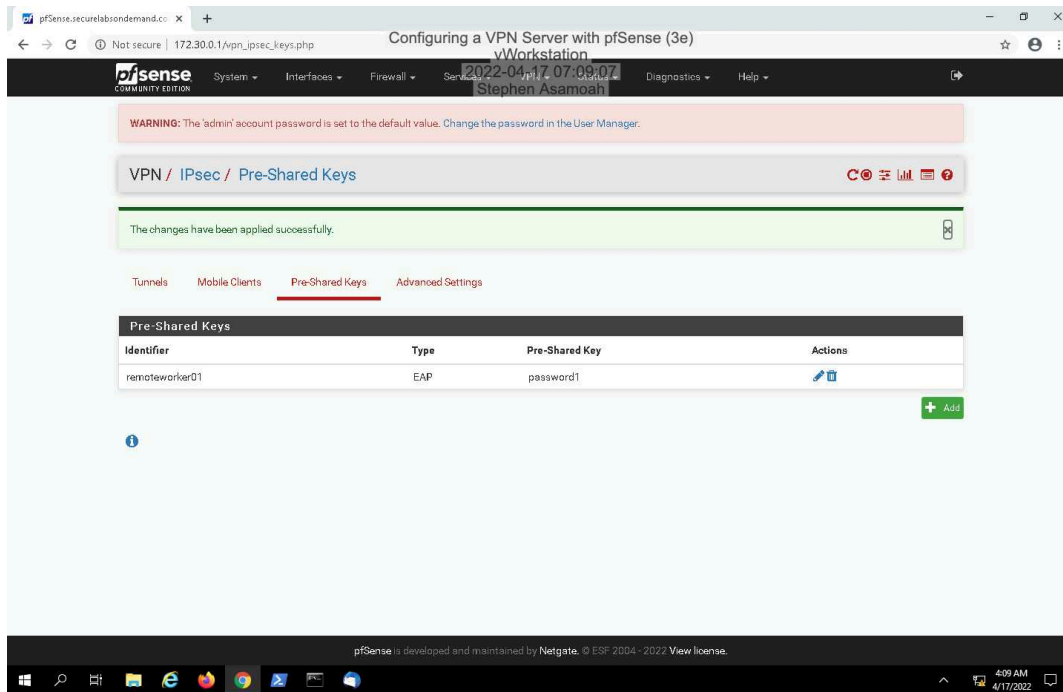 pfSense.securelabsondemand.co
Not secure | 172.30.0.1/vpn_ipsec_keys.php
Configuring a VPN Server with pfSense (3e)
vWorkstation
2022-04-17 07:09:07
Stephen Asamoah
pfsense
COMMUNITY EDITION
System Interfaces Firewall Services VPN Status Diagnostics Help
WARNING: The 'admin' account password is set to the default value. Change the password in the User Manager.
VPN / IPsec / Pre-Shared Keys
The changes have been applied successfully.
Tunnels Mobile Clients Pre-Shared Keys Advanced Settings
Pre-Shared Keys
Identifier Type Pre-Shared Key Actions
remoteworker01 EAP password1
Add
pfSense is developed and maintained by Netgate. © ESF 2004 - 2022 View license.
4:09 AM
4/17/2022